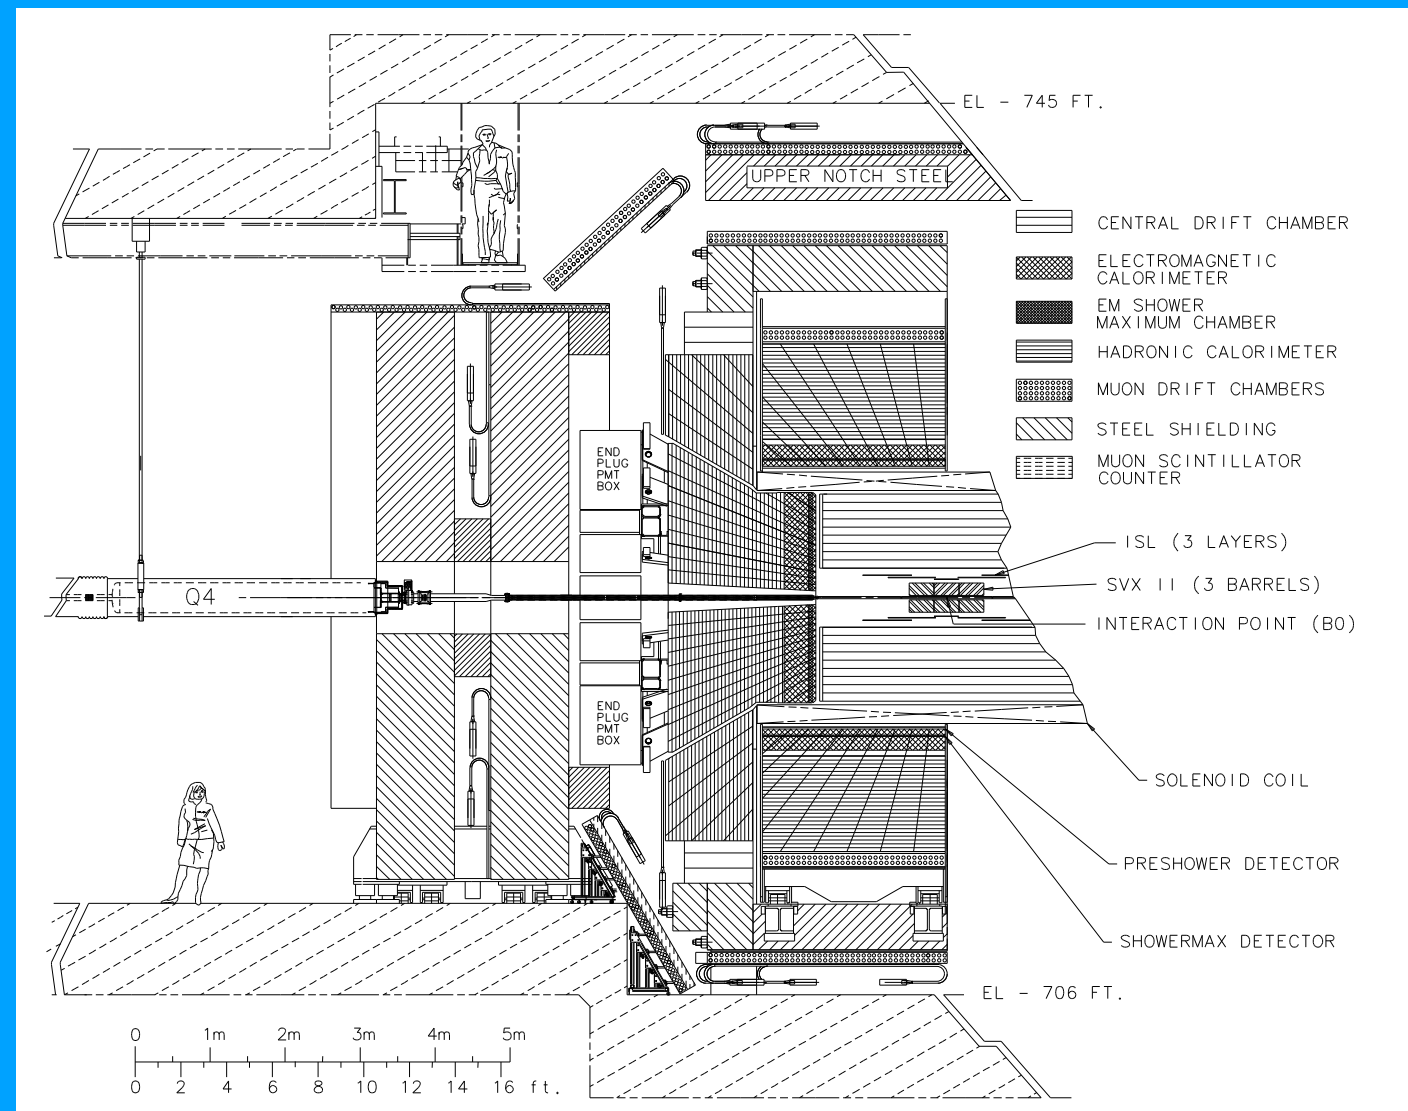 EL - 745 FT.
UPPER NOTCH STEEL
CENTRAL DRIFT CHAMBER
ELECTROMAGNETIC
CALORIMETER
EM SHOWER
MAXIMUM CHAMBER
HADRONIC CALORIMETER
MUON DRIFT CHAMBERS
STEEL SHIELDING
MUON SCINTILLATOR
COUNTER
END
PLUG
PMT
BOX
ISL (3 LAYERS)
SVX II (3 BARRELS)
Q4
INTERACTION POINT (B0)
END
PLUG
PMT
BOX
SOLENOID COIL
PRESHOWER DETECTOR
SHOWERMAX DETECTOR
EL - 706 FT.
0 1m 2m 3m 4m 5m
0 2 4 6 8 10 12 14 16 ft.